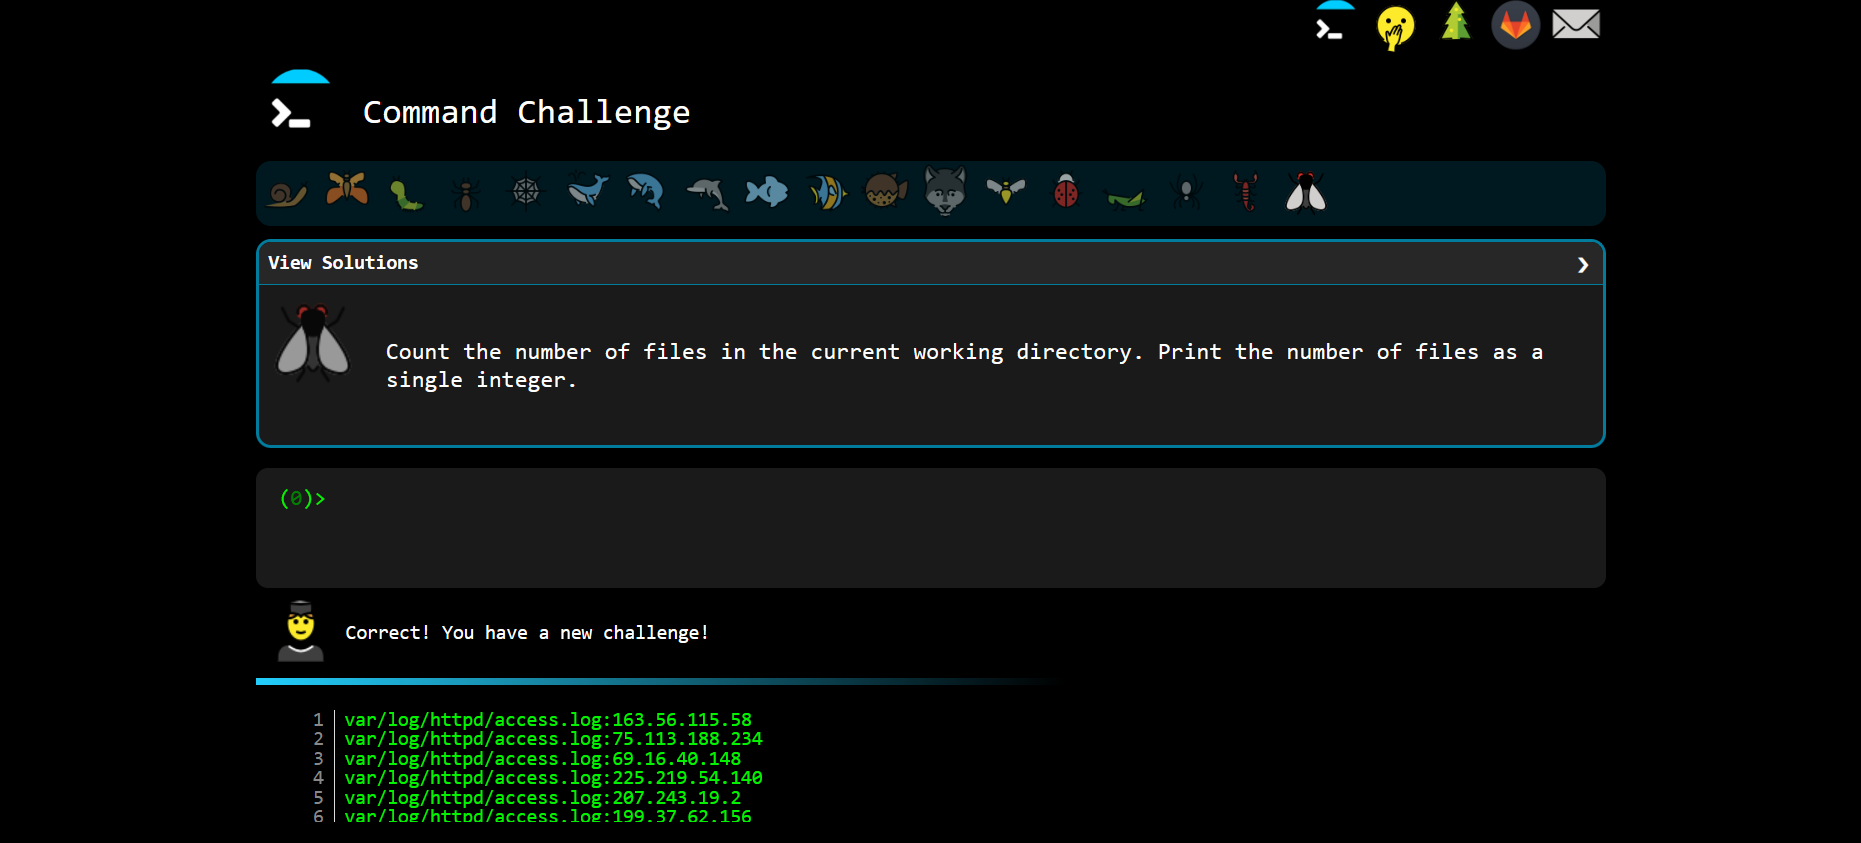 Command Challenge
View Solutions
Count the number of files in the current working directory. Print the number of files as a
single integer.
(0)>
Correct! You have a new challenge!
1 var/log/httpd/access.log:163.56.115.58
2 var/log/httpd/access.log:75.113.188.234
3 var/log/httpd/access.log:69.16.40.148
4 var/log/httpd/access.log:225.219.54.140
5 var/log/httpd/access.log:207.243.19.2
6 var/log/httpd/access.log:199.37.62.156